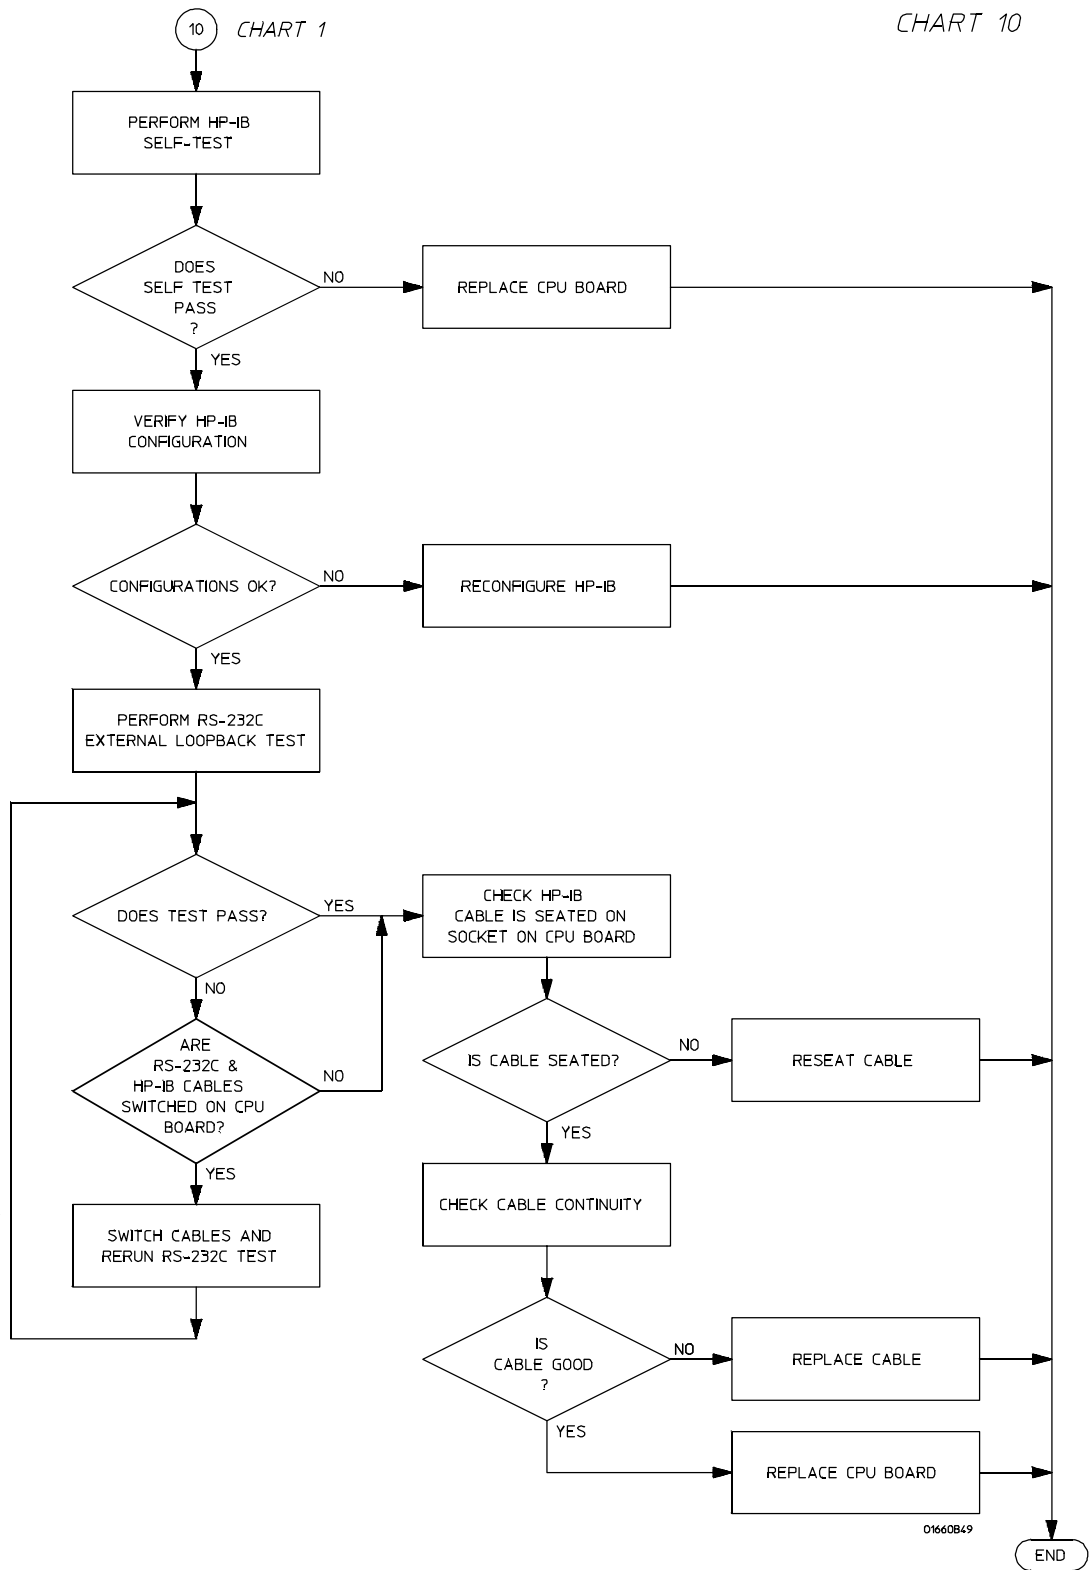 10 CHART 1
CHART 10
PERFORM HP-IB
SELF-TEST
DOES
SELF TEST
PASS
?
NO
REPLACE CPU BOARD
YES
VERIFY HP-IB
CONFIGURATION
CONFIGURATIONS OK?
NO
RECONFIGURE HP-IB
YES
PERFORM RS-232C
EXTERNAL LOOPBACK TEST
DOES TEST PASS?
YES
CHECK HP-IB
CABLE IS SEATED ON
SOCKET ON CPU BOARD
NO
ARE
RS-232C &
HP-IB CABLES
SWITCHED ON CPU
BOARD?
NO
IS CABLE SEATED?
NO
RESEAT CABLE
YES
YES
SWITCH CABLES AND
RERUN RS-232C TEST
CHECK CABLE CONTINUITY
IS
CABLE GOOD
?
NO
REPLACE CABLE
YES
REPLACE CPU BOARD
01660B49
END